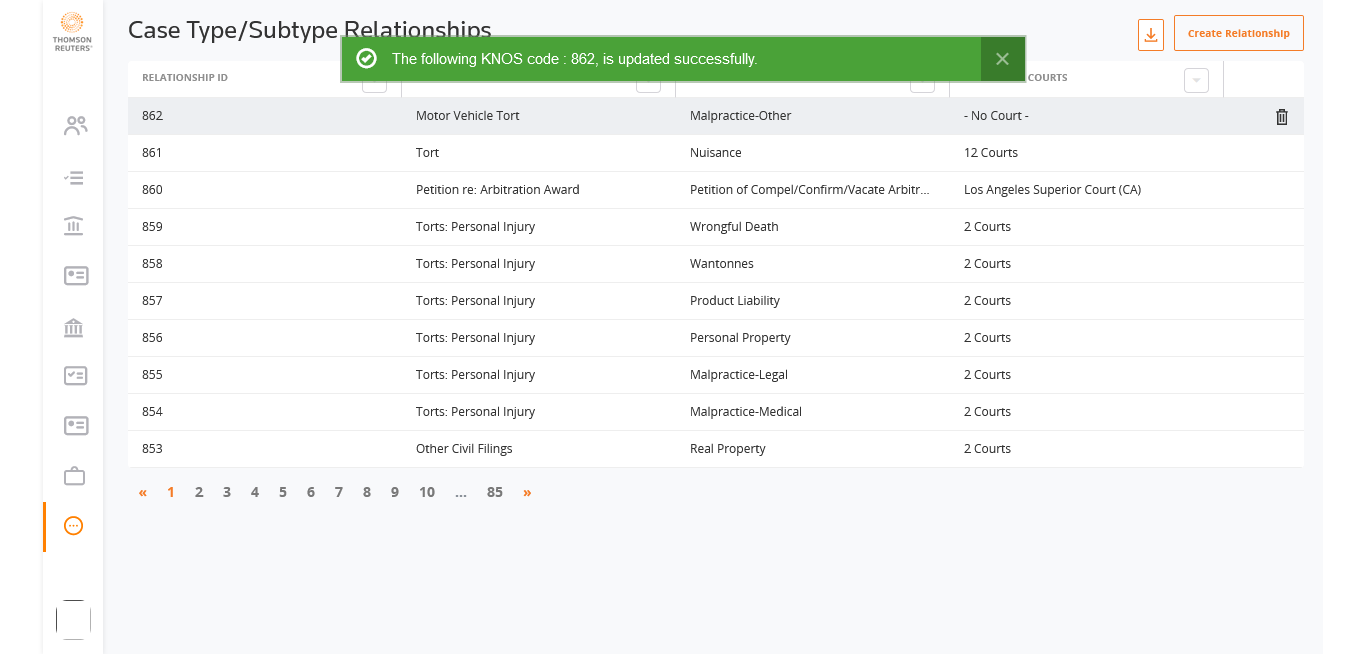 THOMSON
REUTERS®
Case Type/Subtype Relationships
Create Relationship
The following KNOS code : 862, is updated successfully.
RELATIONSHIP ID COURTS
862 Motor Vehicle Tort Malpractice-Other - No Court -
861 Tort Nuisance 12 Courts
860 Petition re: Arbitration Award Petition of Compel/Confirm/Vacate Arbitr... Los Angeles Superior Court (CA)
859 Torts: Personal Injury Wrongful Death 2 Courts
858 Torts: Personal Injury Wantonnes 2 Courts
857 Torts: Personal Injury Product Liability 2 Courts
856 Torts: Personal Injury Personal Property 2 Courts
855 Torts: Personal Injury Malpractice-Legal 2 Courts
854 Torts: Personal Injury Malpractice-Medical 2 Courts
853 Other Civil Filings Real Property 2 Courts
« 1 2 3 4 5 6 7 8 9 10 ... 85 »